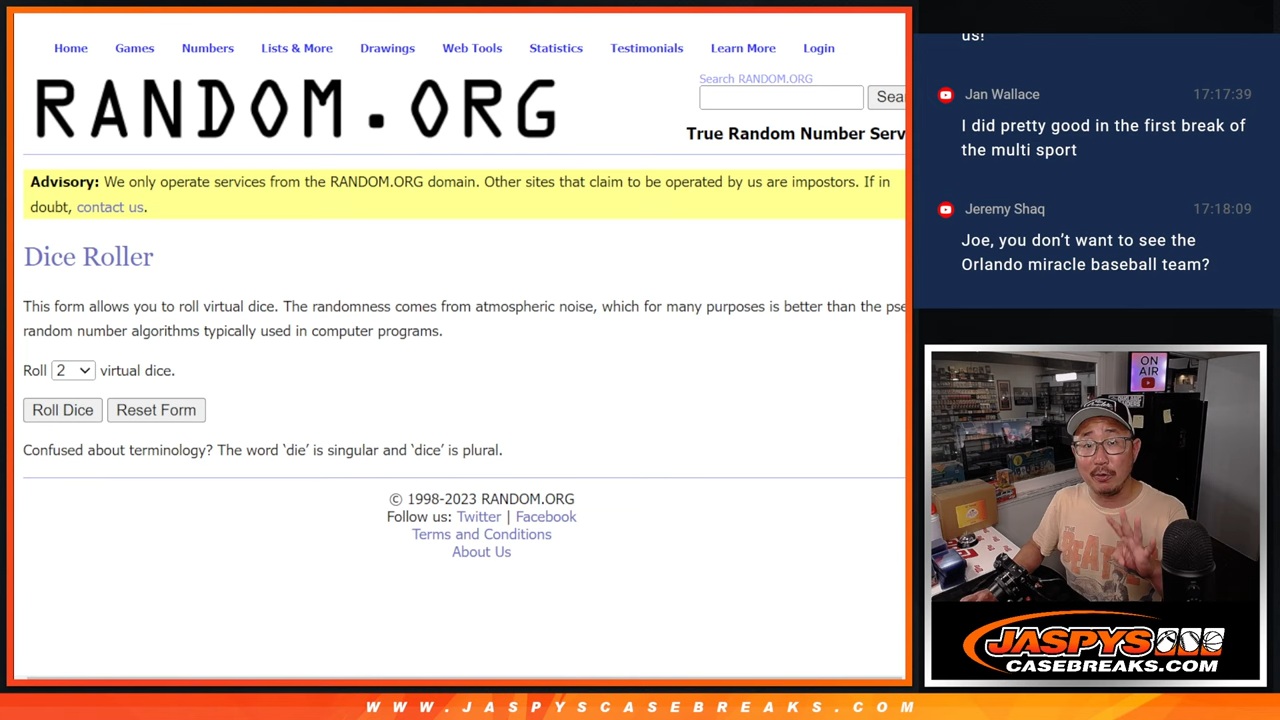 Home Games Numbers Lists & More Drawings Web Tools Statistics Testimonials Learn More Login
RANDOM.ORG
Search RANDOM.ORG
Sea
True Random Number Serv
Advisory: We only operate services from the RANDOM.ORG domain. Other sites that claim to be operated by us are impostors. If in
doubt, contact us.
Dice Roller
This form allows you to roll virtual dice. The randomness comes from atmospheric noise, which for many purposes is better than the pse
random number algorithms typically used in computer programs.
Roll 2 virtual dice.
Roll Dice Reset Form
Confused about terminology? The word ‘die’ is singular and ‘dice’ is plural.
© 1998-2023 RANDOM.ORG
Follow us: Twitter | Facebook
Terms and Conditions
About Us
us!
Jan Wallace 17:17:39
I did pretty good in the first break of
the multi sport
Jeremy Shaq 17:18:09
Joe, you don’t want to see the
Orlando miracle baseball team?
ON
AIR
JASPYS
CASEBREAKS.COM
WWW.JASPYSCASEBREAKS.COM